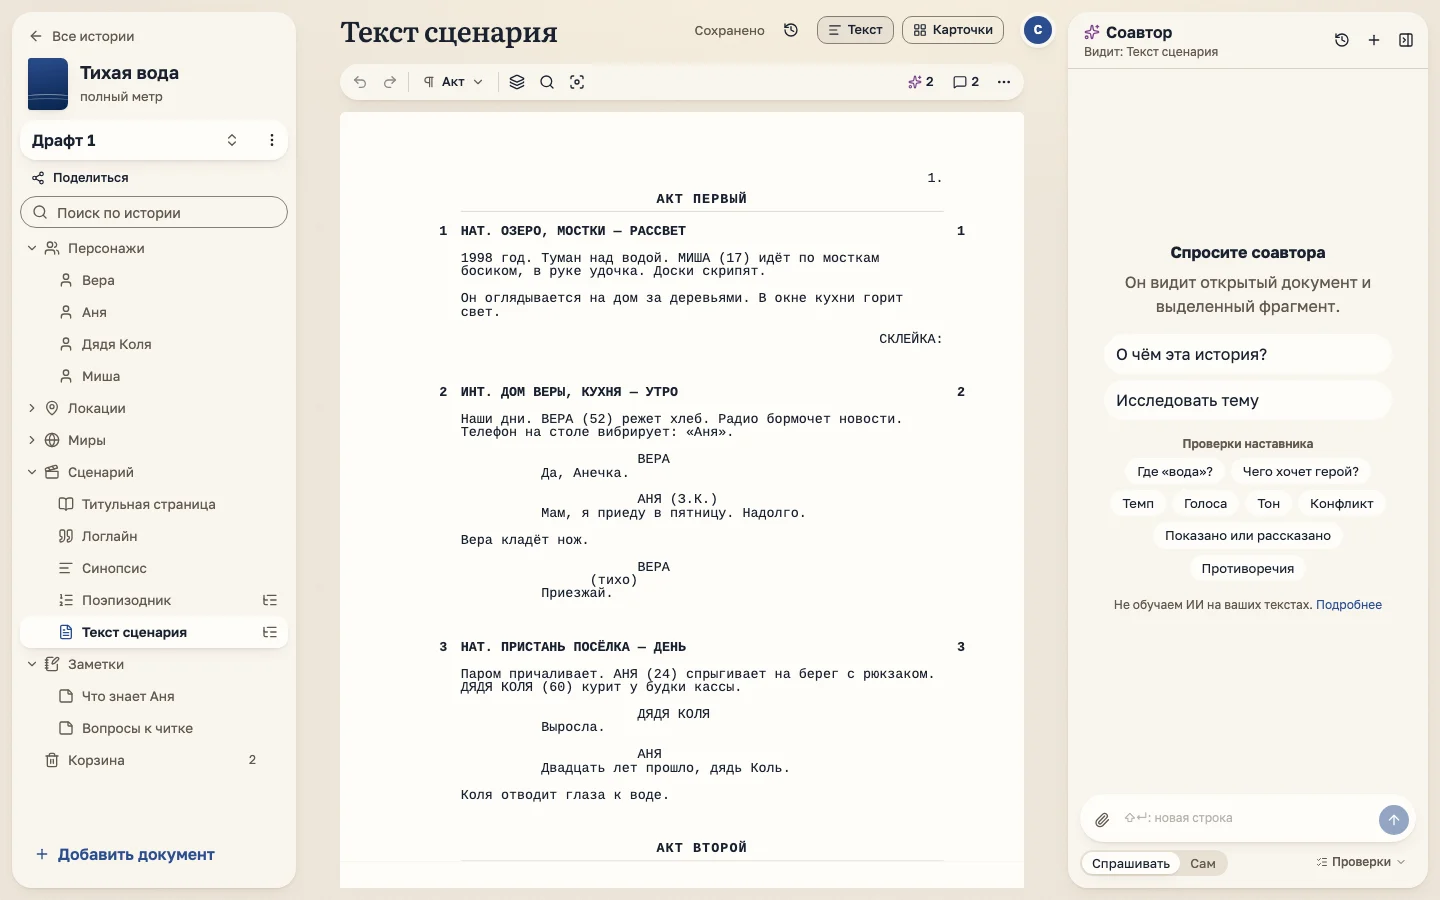 Все истории
Тихая вода
полный метр
Драфт 1
Поделиться
Поиск по истории
Персонажи
Вера
Аня
Дядя Коля
Миша
Локации
Миры
Сценарий
Титульная страница
Логлайн
Синопсис
Поэпизодник
Текст сценария
Заметки
Что знает Аня
Вопросы к читке
Корзина 2
+ Добавить документ
Текст сценария
Сохранено
Текст
Карточки
С
Акт
2
2
1.
АКТ ПЕРВЫЙ
1 НАТ. ОЗЕРО, МОСТКИ — РАССВЕТ 1
1998 год. Туман над водой. МИША (17) идёт по мосткам
босиком, в руке удочка. Доски скрипят.
Он оглядывается на дом за деревьями. В окне кухни горит
свет.
СКЛЕЙКА:
2 ИНТ. ДОМ ВЕРЫ, КУХНЯ — УТРО 2
Наши дни. ВЕРА (52) режет хлеб. Радио бормочет новости.
Телефон на столе вибрирует: «Аня».
ВЕРА
Да, Анечка.
АНЯ (З.К.)
Мам, я приеду в пятницу. Надолго.
Вера кладёт нож.
ВЕРА
(тихо)
Приезжай.
3 НАТ. ПРИСТАНЬ ПОСЁЛКА — ДЕНЬ 3
Паром причаливает. АНЯ (24) спрыгивает на берег с рюкзаком.
ДЯДЯ КОЛЯ (60) курит у будки кассы.
ДЯДЯ КОЛЯ
Выросла.
АНЯ
Двадцать лет прошло, дядь Коль.
Коля отводит глаза к воде.
АКТ ВТОРОЙ
Соавтор
Видит: Текст сценария
Спросите соавтора
Он видит открытый документ и
выделенный фрагмент.
О чём эта история?
Исследовать тему
Проверки наставника
Где «вода»? Чего хочет герой?
Темп Голоса Тон Конфликт
Показано или рассказано
Противоречия
Не обучаем ИИ на ваших текстах. Подробнее
⇧↵: новая строка
Спрашивать Сам
Проверки